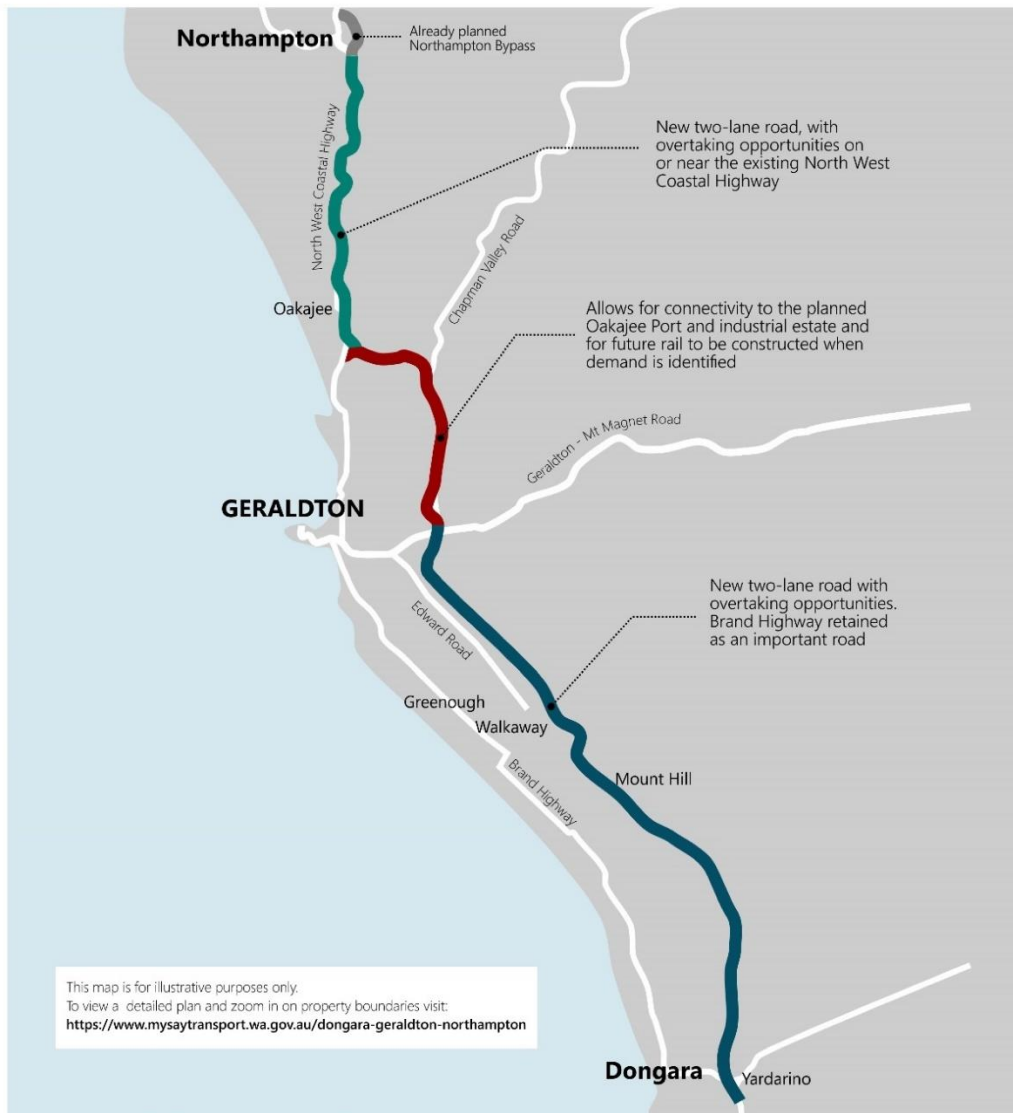 Northampton
Already planned
Northampton Bypass
North West Coastal Highway
New two-lane road, with
overtaking opportunities on
or near the existing North West
Coastal Highway
Chapman Valley Road
Oakajee
Allows for connectivity to the planned
Oakajee Port and industrial estate and
for future rail to be constructed when
demand is identified
Geraldton - Mt Magnet Road
GERALDTON
New two-lane road with
overtaking opportunities.
Brand Highway retained
as an important road
Edward Road
Greenough
Walkaway
Mount Hill
Brand Highway
This map is for illustrative purposes only.
To view a detailed plan and zoom in on property boundaries visit:
https://www.mysaytransport.wa.gov.au/dongara-geraldton-northampton
Dongara
Yardarino